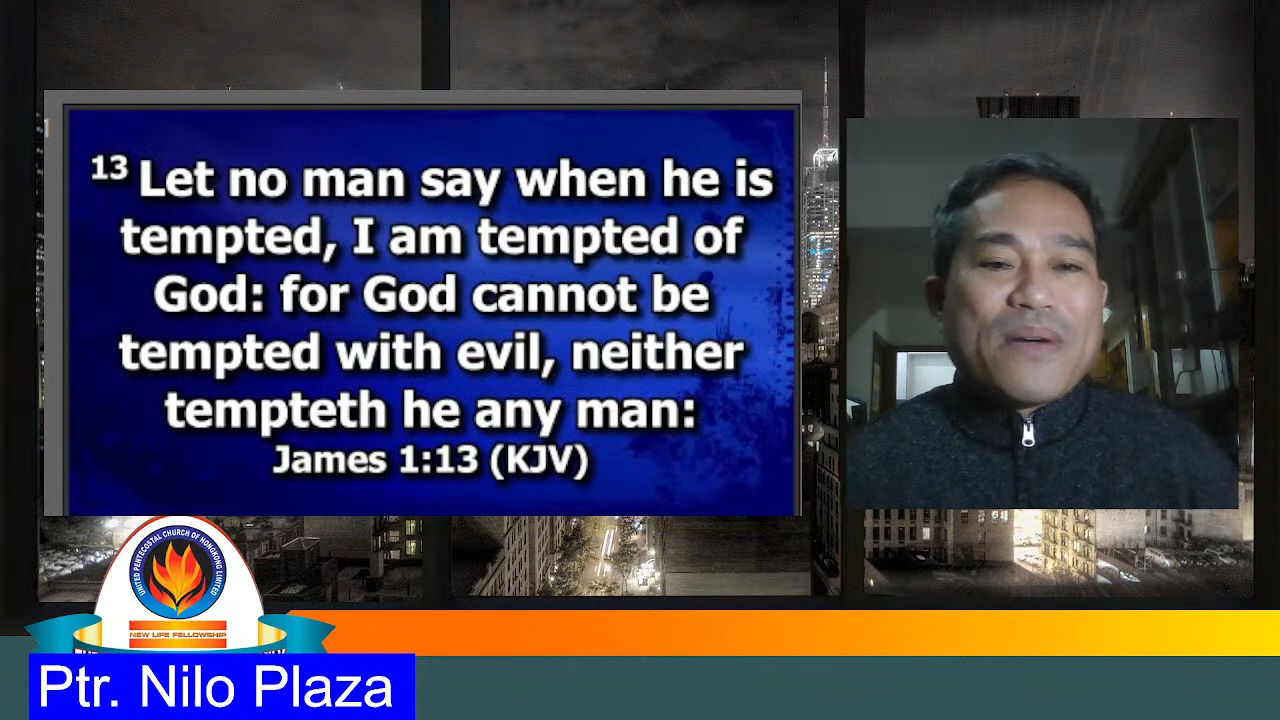 13 Let no man say when he is
tempted, I am tempted of
God: for God cannot be
tempted with evil, neither
tempteth he any man:
James 1:13 (KJV)
UNITED PENTECOSTAL CHURCH OF HONGKONG LIMITED
NEW LIFE FELLOWSHIP
Ptr. Nilo Plaza